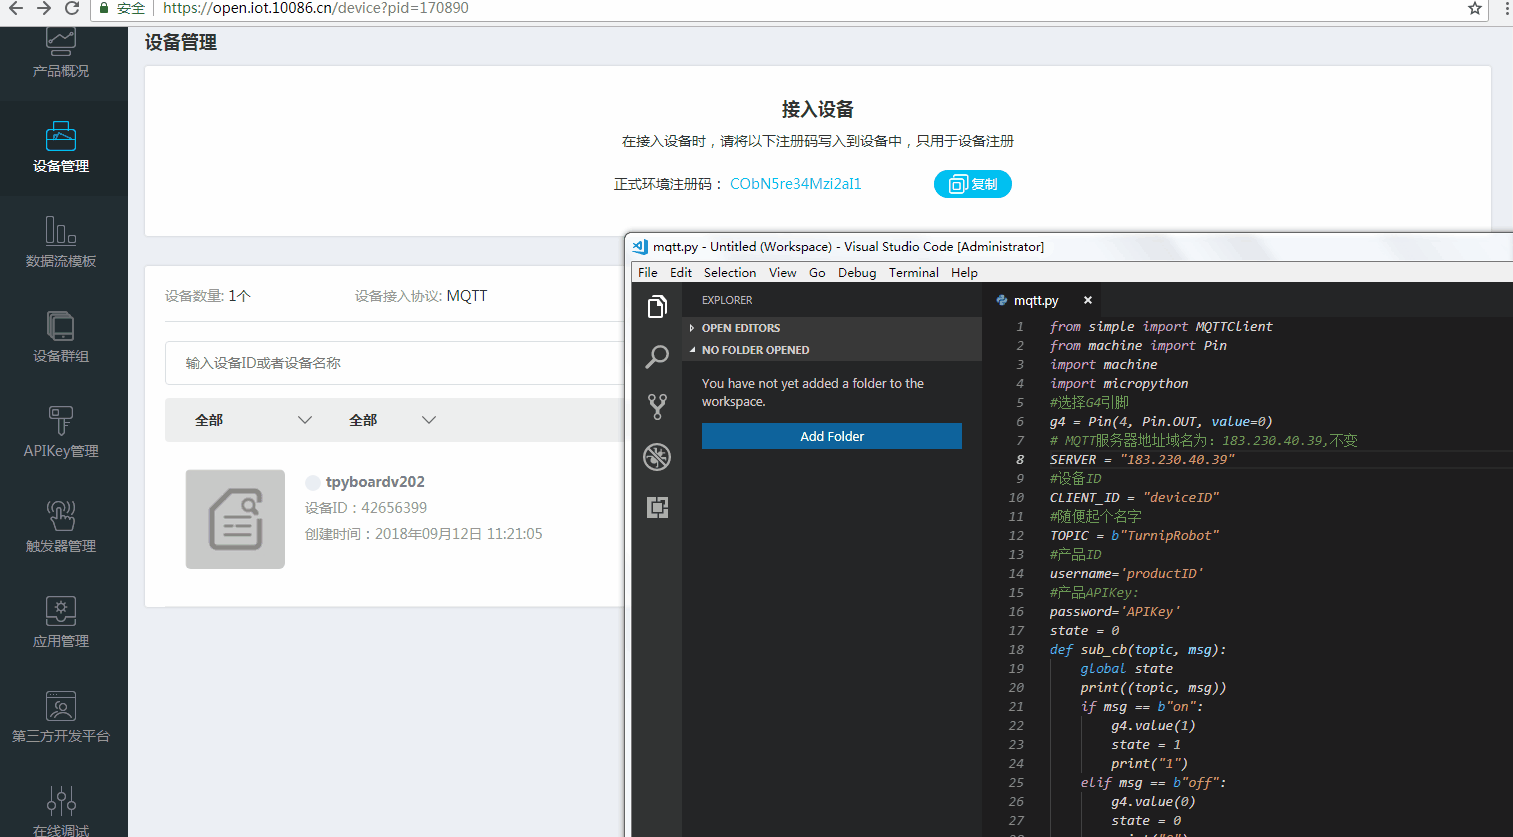 安全 https://open.iot.10086.cn/device?pid=170890
产品概况
设备管理
数据流模板
设备群组
APIKey管理
触发器管理
应用管理
第三方开发平台
在线调试
设备管理
接入设备
在接入设备时，请将以下注册码写入到设备中，只用于设备注册
正式环境注册码： CObN5re34Mzi2aI1 复制
设备数量: 1个 设备接入协议: MQTT
输入设备ID或者设备名称
全部 全部
tpyboardv202
设备ID：42656399
创建时间：2018年09月12日 11:21:05
mqtt.py - Untitled (Workspace) - Visual Studio Code [Administrator]
File Edit Selection View Go Debug Terminal Help
EXPLORER
OPEN EDITORS
NO FOLDER OPENED
You have not yet added a folder to the
workspace.
Add Folder
mqtt.py ×
1 from simple import MQTTClient
2 from machine import Pin
3 import machine
4 import micropython
5 #选择G4引脚
6 g4 = Pin(4, Pin.OUT, value=0)
7 # MQTT服务器地址域名为：183.230.40.39,不变
8 SERVER = "183.230.40.39"
9 #设备ID
10 CLIENT_ID = "deviceID"
11 #随便起个名字
12 TOPIC = b"TurnipRobot"
13 #产品ID
14 username='productID'
15 #产品APIKey:
16 password='APIKey'
17 state = 0
18 def sub_cb(topic, msg):
19 global state
20 print((topic, msg))
21 if msg == b"on":
22 g4.value(1)
23 state = 1
24 print("1")
25 elif msg == b"off":
26 g4.value(0)
27 state = 0